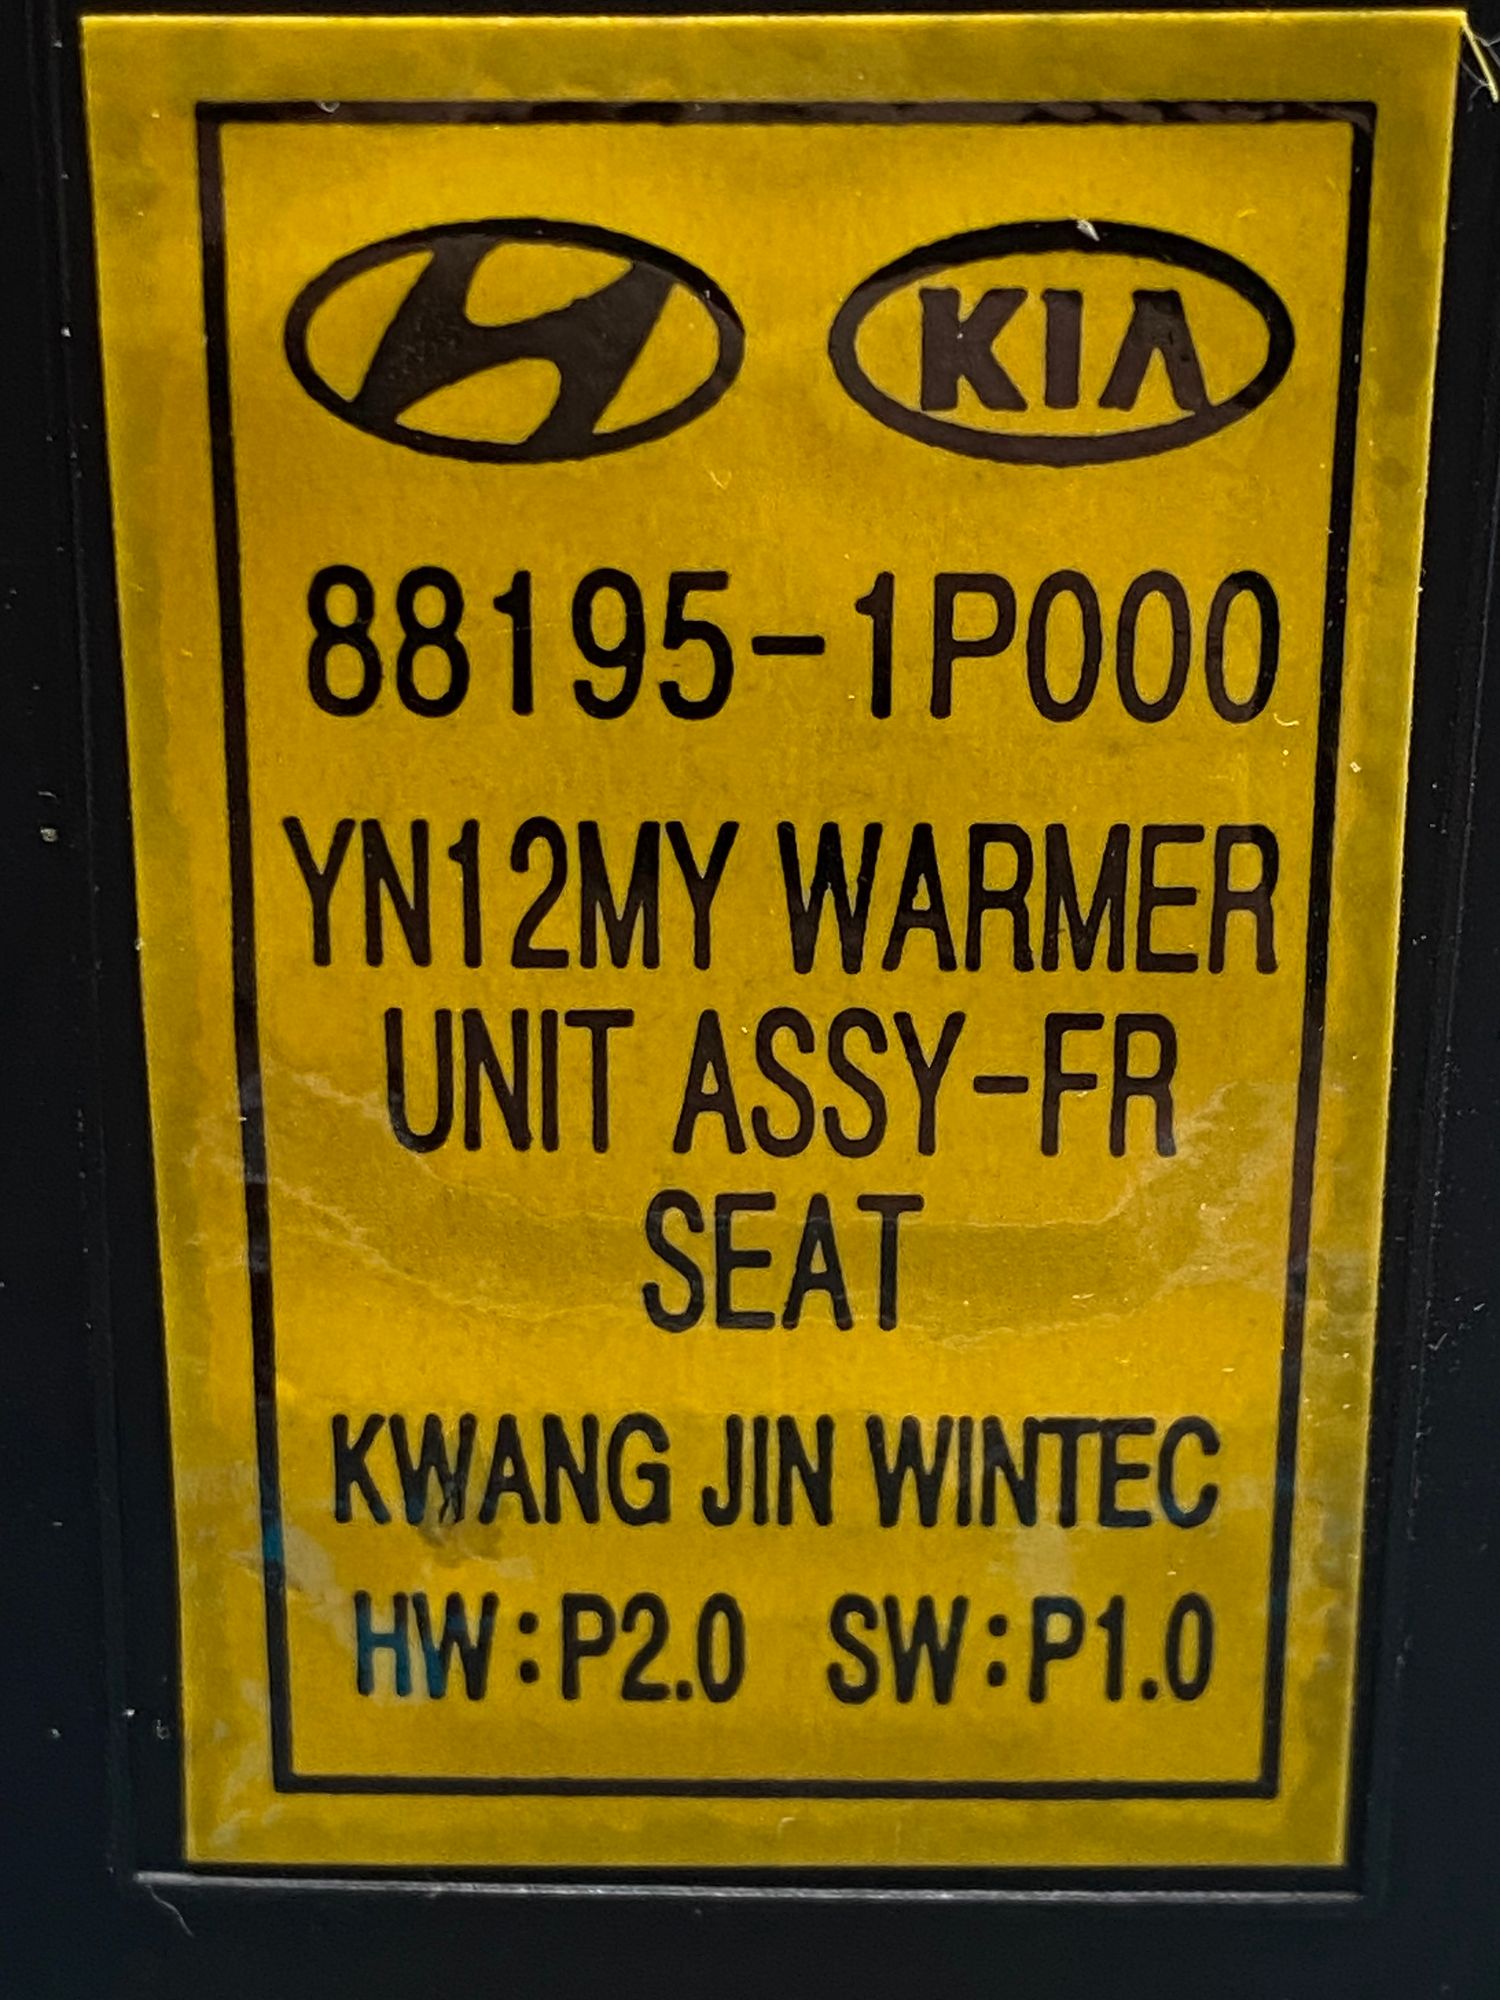 KIA
88195-1P000
YN12MY WARMER
UNIT ASSY-FR
SEAT
KWANG JIN WINTEC
HW:P2.0 SW:P1.0